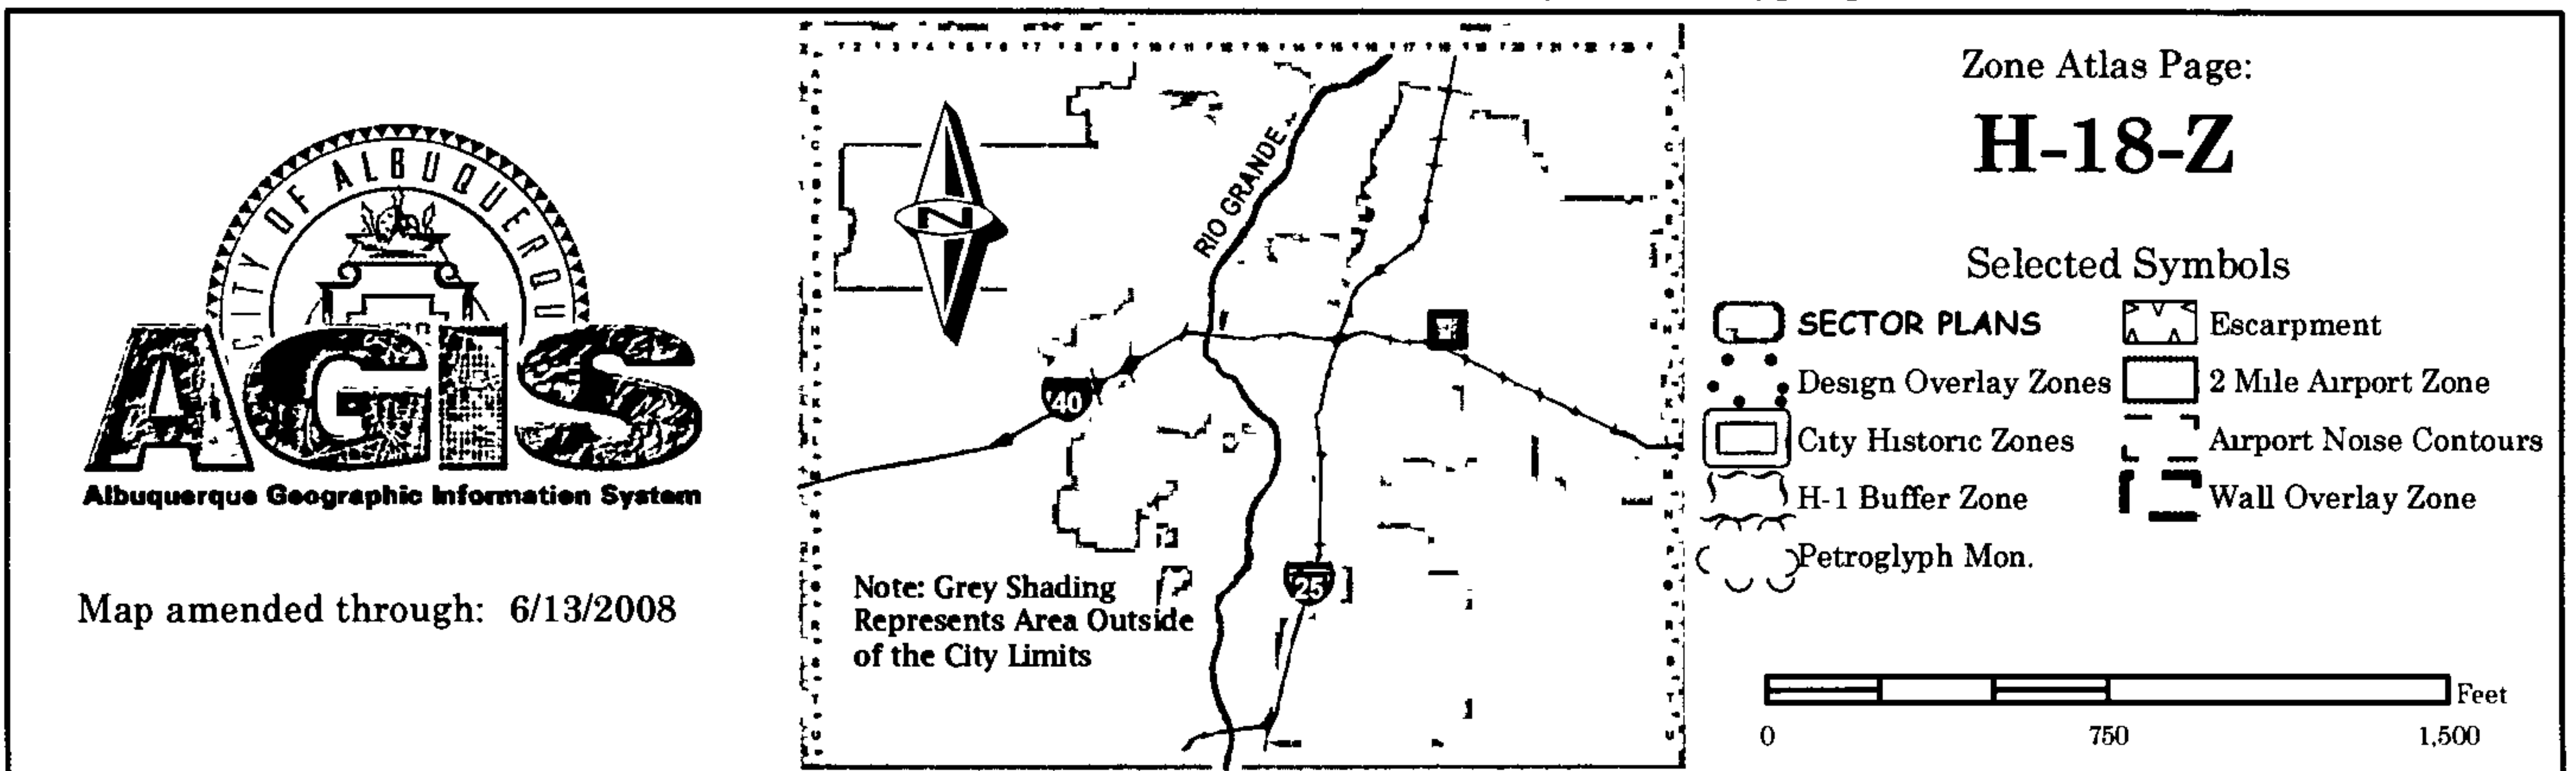 CITY OF ALBUQUERQU
AGIS
Albuquerque Geographic Information System
Map amended through: 6/13/2008
N
RIO GRANDE
40
25
Note: Grey Shading
Represents Area Outside
of the City Limits
Zone Atlas Page:
H-18-Z
Selected Symbols
SECTOR PLANS
Escarpment
Design Overlay Zones
2 Mile Airport Zone
City Historic Zones
Airport Noise Contours
H-1 Buffer Zone
Wall Overlay Zone
Petroglyph Mon.
Feet
0 750 1,500